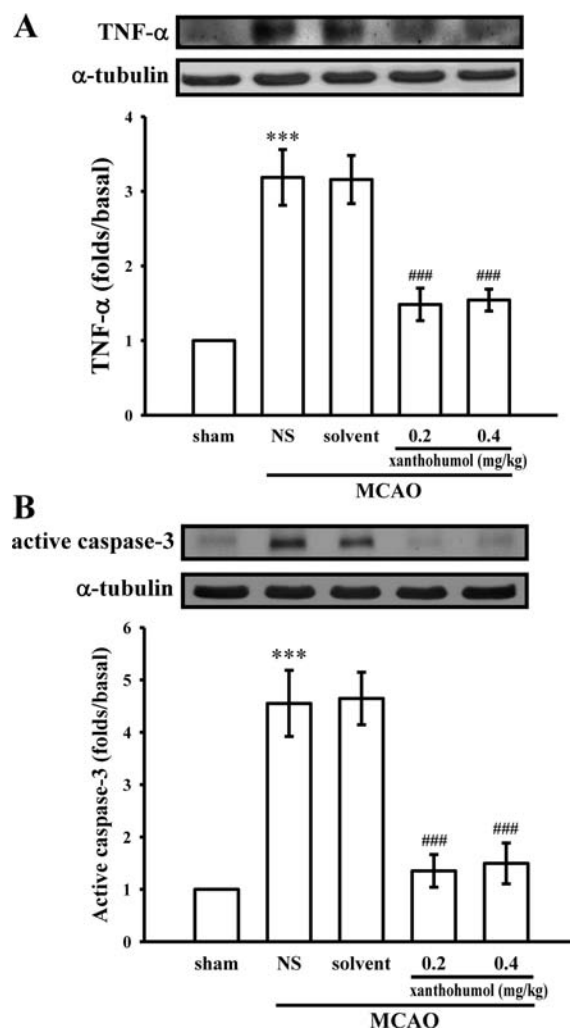 A
TNF-α
α-tubulin
TNF-α (folds/basal)
4
3
2
1
0
***
###
###
sham NS solvent 0.2 0.4
xanthohumol (mg/kg)
MCAO
B
active caspase-3
α-tubulin
Active caspase-3 (folds/basal)
6
5
4
3
2
1
0
***
###
###
sham NS solvent 0.2 0.4
xanthohumol (mg/kg)
MCAO